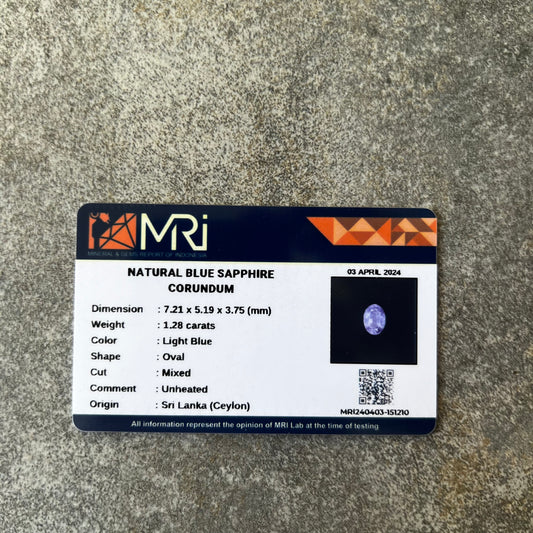 MRi
MINERAL & GEMS REPORT OF INDONESIA
NATURAL BLUE SAPPHIRE
CORUNDUM
Dimension : 7.21 x 5.19 x 3.75 (mm)
Weight : 1.28 carats
Color : Light Blue
Shape : Oval
Cut : Mixed
Comment : Unheated
Origin : Sri Lanka (Ceylon)
03 APRIL 2024
MRI240403-151210
All information represent the opinion of MRI Lab at the time of testing